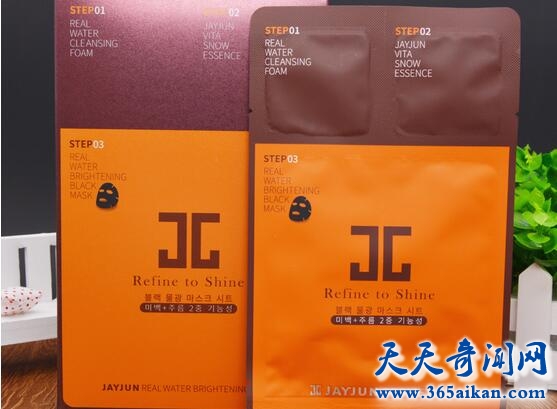 STEP01
REAL
WATER
CLEANSING
FOAM
STEP02
JAYJUN
VITA
SNOW
ESSENCE
STEP03
REAL
WATER
BRIGHTENING
BLACK
MASK
Refine to Shine
블랙 물광 마스크 시트
미백+주름 2중 기능성
JAYJUN REAL WATER BRIGHTENING
STEP01
REAL
WATER
CLEANSING
FOAM
STEP02
JAYJUN
VITA
SNOW
ESSENCE
STEP03
REAL
WATER
BRIGHTENING
BLACK
MASK
Refine to Shine
블랙 물광 마스크 시트
미백+주름 2중 기능성
JAYJUN
天天奇闻网
www.365aikan.com